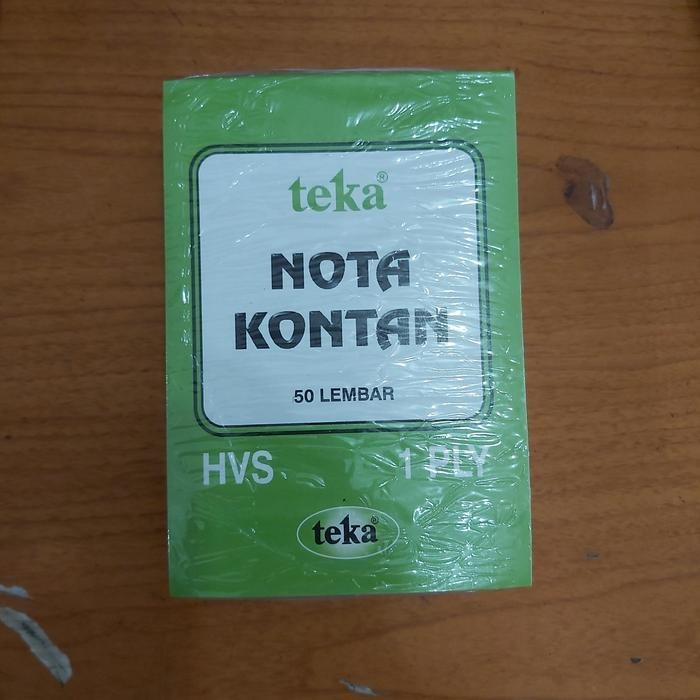 teka®
NOTA
KONTAN
50 LEMBAR
HVS 1 PLY
teka®